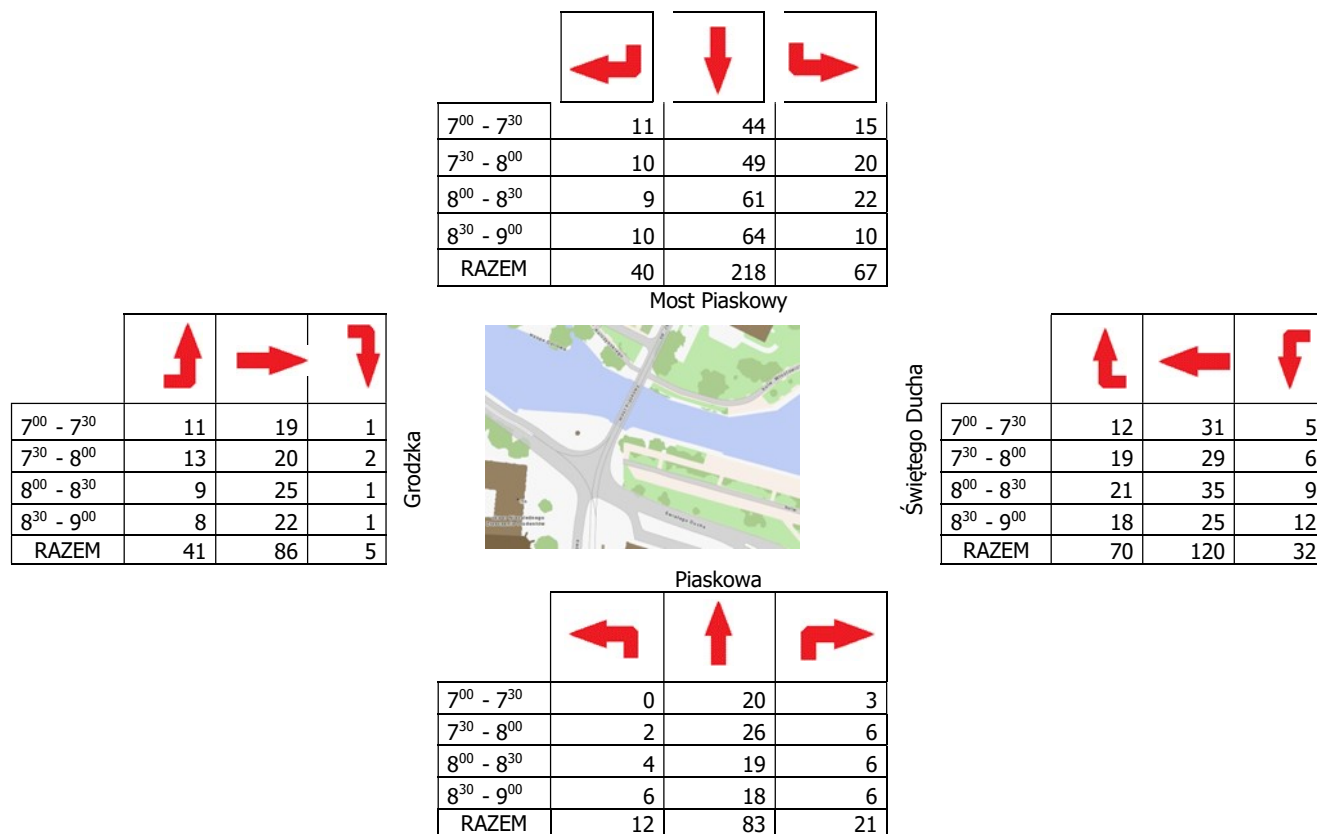 7⁰⁰ - 7³⁰ 11 44 15
7³⁰ - 8⁰⁰ 10 49 20
8⁰⁰ - 8³⁰ 9 61 22
8³⁰ - 9⁰⁰ 10 64 10
RAZEM 40 218 67
Most Piaskowy
7⁰⁰ - 7³⁰ 11 19 1
7³⁰ - 8⁰⁰ 13 20 2
8⁰⁰ - 8³⁰ 9 25 1
8³⁰ - 9⁰⁰ 8 22 1
RAZEM 41 86 5
Grodzka
Świętego Ducha
7⁰⁰ - 7³⁰ 12 31 5
7³⁰ - 8⁰⁰ 19 29 6
8⁰⁰ - 8³⁰ 21 35 9
8³⁰ - 9⁰⁰ 18 25 12
RAZEM 70 120 32
Piaskowa
7⁰⁰ - 7³⁰ 0 20 3
7³⁰ - 8⁰⁰ 2 26 6
8⁰⁰ - 8³⁰ 4 19 6
8³⁰ - 9⁰⁰ 6 18 6
RAZEM 12 83 21